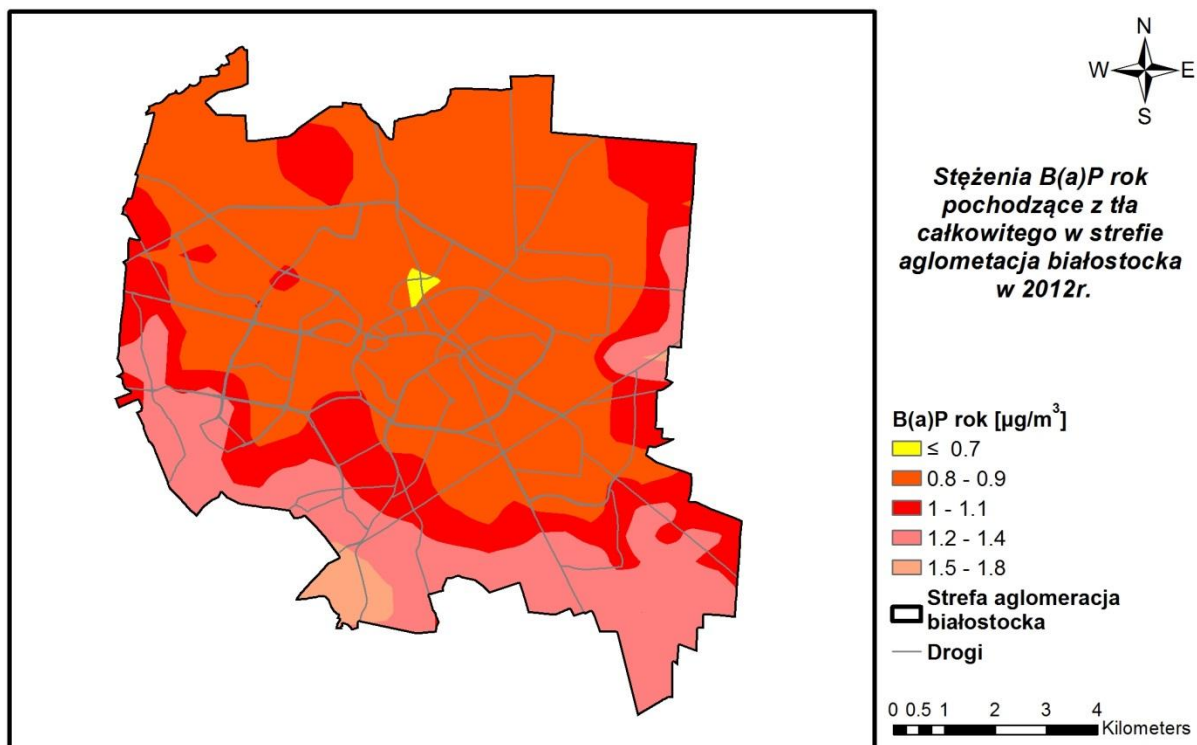 N
W E
S
Stężenia B(a)P rok
pochodzące z tła
całkowitego w strefie
aglometacja białostocka
w 2012r.
B(a)P rok [µg/m³]
≤ 0.7
0.8 - 0.9
1 - 1.1
1.2 - 1.4
1.5 - 1.8
Strefa aglomeracja
białostocka
Drogi
0 0.5 1 2 3 4
Kilometers